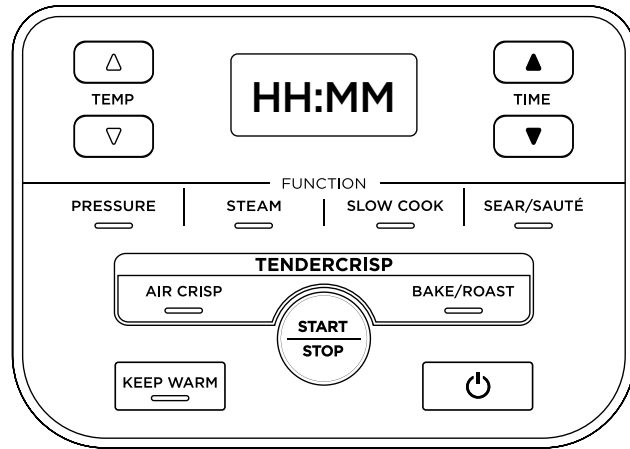 HH:MM
TEMP
TIME
FUNCTION
PRESSURE
STEAM
SLOW COOK
SEAR/SAUTÉ
TENDERCRISP
AIR CRISP
BAKE/ROAST
START
STOP
KEEP WARM